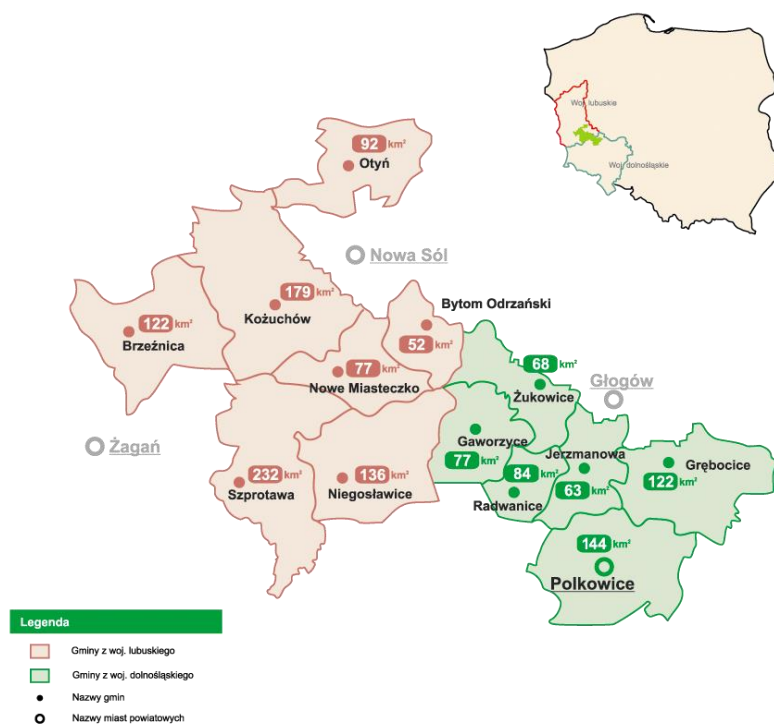 Woj. lubuskie
Woj. dolnośląskie
92 km²
Otyń
Nowa Sól
179 km²
Kożuchów
122 km²
Brzeźnica
Bytom Odrzański
52 km²
77 km²
Nowe Miasteczko
68 km²
Żukowice
Głogów
Żagań
232 km²
Szprotawa
136 km²
Niegosławice
Gaworzyce
77 km²
84 km²
Radwanice
Jerzmanowa
63 km²
Grębocice
122 km²
144 km²
Polkowice
Legenda
Gminy z woj. lubuskiego
Gminy z woj. dolnośląskiego
Nazwy gmin
Nazwy miast powiatowych